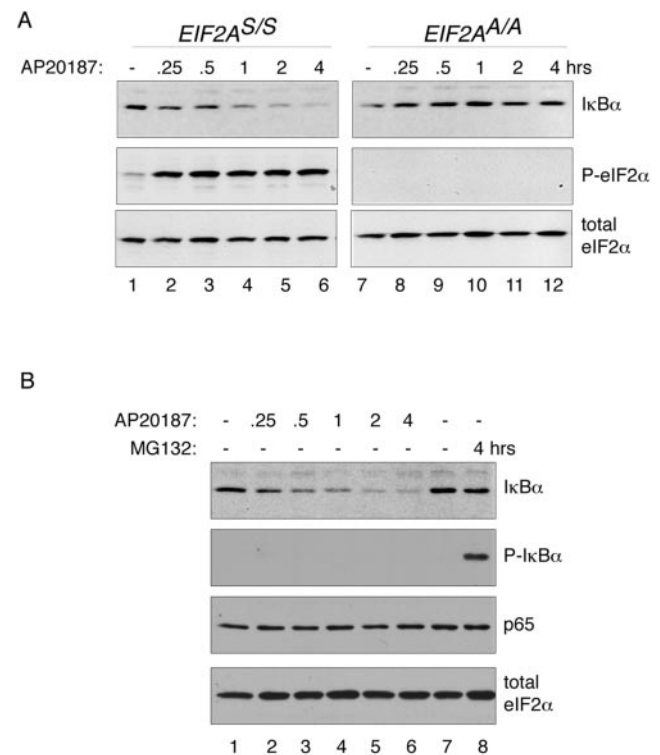 A
EIF2A^S/S EIF2A^A/A
AP20187: - .25 .5 1 2 4 - .25 .5 1 2 4 hrs
IκBα
P-eIF2α
total
eIF2α
1 2 3 4 5 6 7 8 9 10 11 12
B
AP20187: - .25 .5 1 2 4 - -
MG132: - - - - - - - 4 hrs
IκBα
P-IκBα
p65
total
eIF2α
1 2 3 4 5 6 7 8